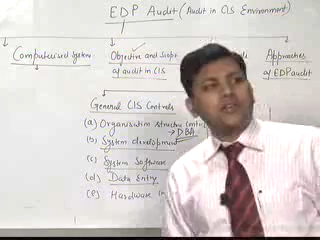 EDP Audit (Audit in CIS Environment)
Computerised System
Objective and Scope of audit in CIS
Approaches of EDP audit
General CIS Controls
(a) Organisation structure
→ DBA
(b) System development
(c) System Software
(d) Data Entry
(e) Hardware